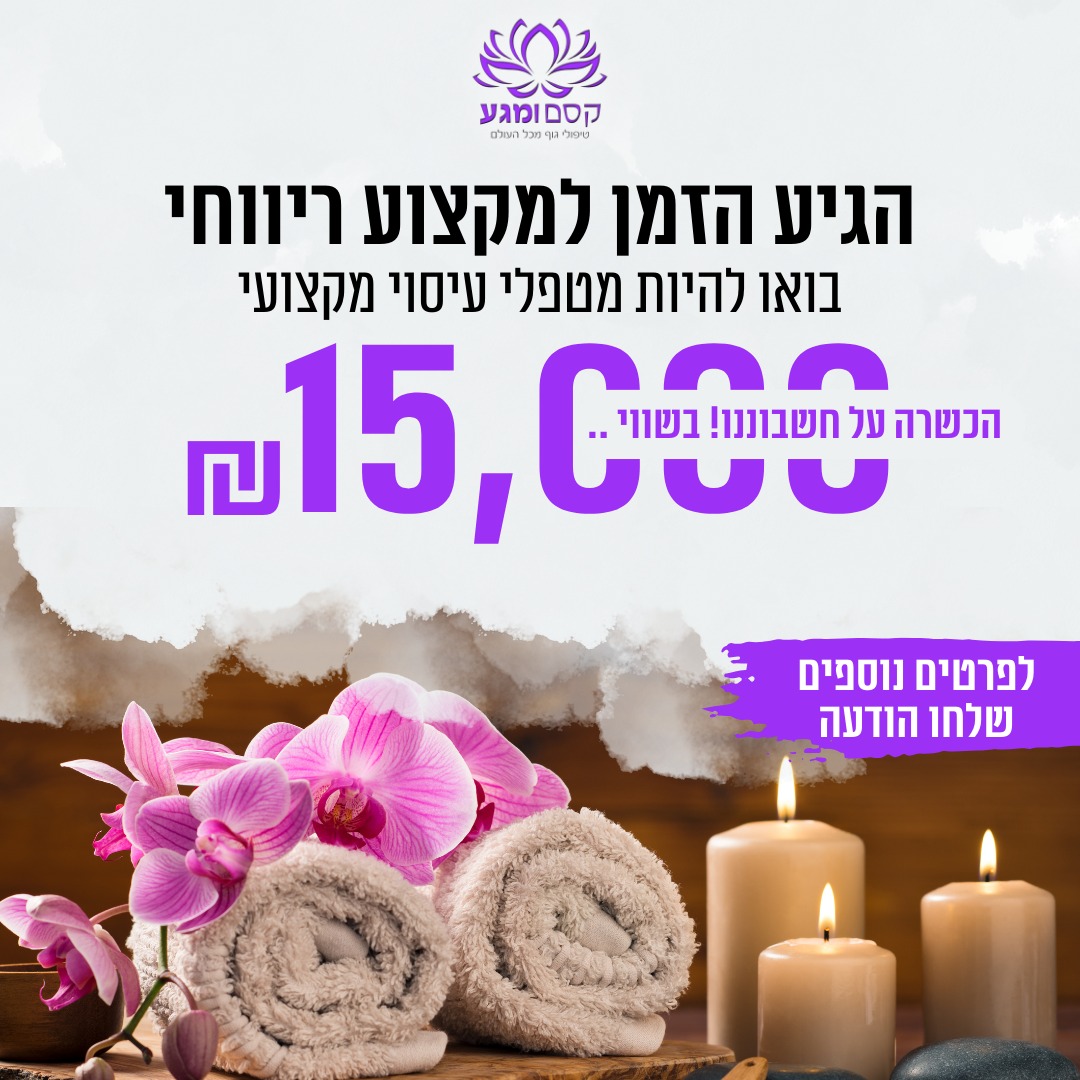 קסם ומגע
טיפולי גוף מכל העולם
הגיע הזמן למקצוע ריווחי
בואו להיות מטפלי עיסוי מקצועי
הכשרה על חשבוננו! בשווי ..
15,000₪
לפרטים נוספים
שלחו הודעה